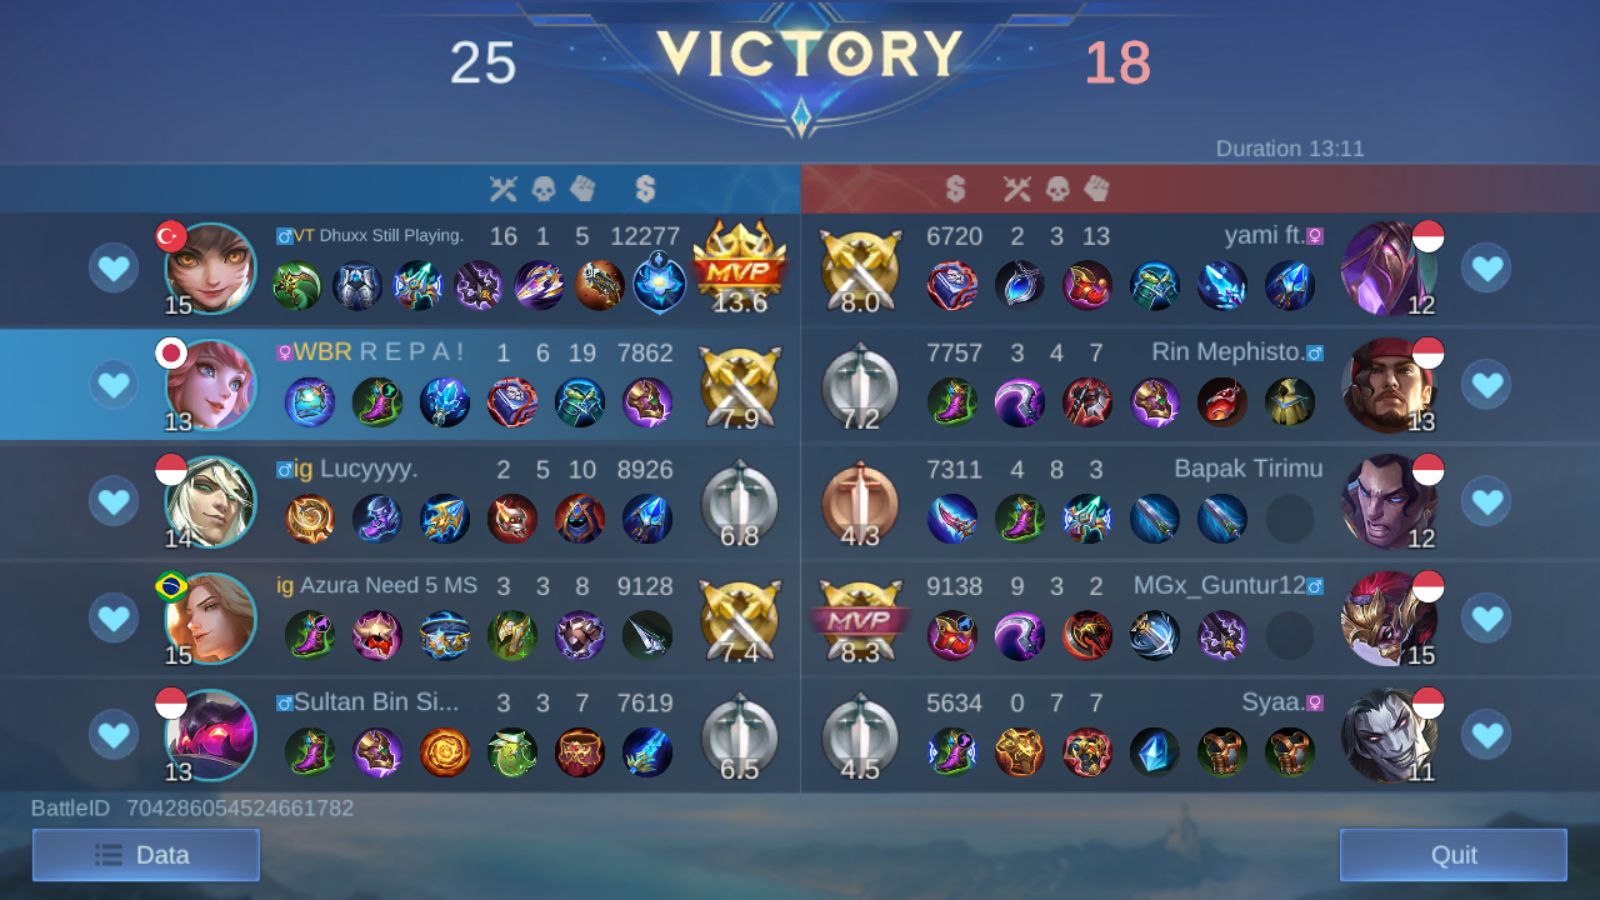 25 VICTORY 18
Duration 13:11
VT Dhuxx Still Playing. 16 1 5 12277 MVP 13.6 15
8.0 6720 2 3 13 yami ft. 12
WBR R E P A ! 1 6 19 7862 7.9 13
7.2 7757 3 4 7 Rin Mephisto. 13
ig Lucyyyy. 2 5 10 8926 6.8 14
4.3 7311 4 8 3 Bapak Tirimu 12
ig Azura Need 5 MS 3 3 8 9128 7.4 15
MVP 8.3 9138 9 3 2 MGx_Guntur12 15
Sultan Bin Si... 3 3 7 7619 6.5 13
4.5 5634 0 7 7 Syaa. 11
BattleID 704286054524661782
Data
Quit